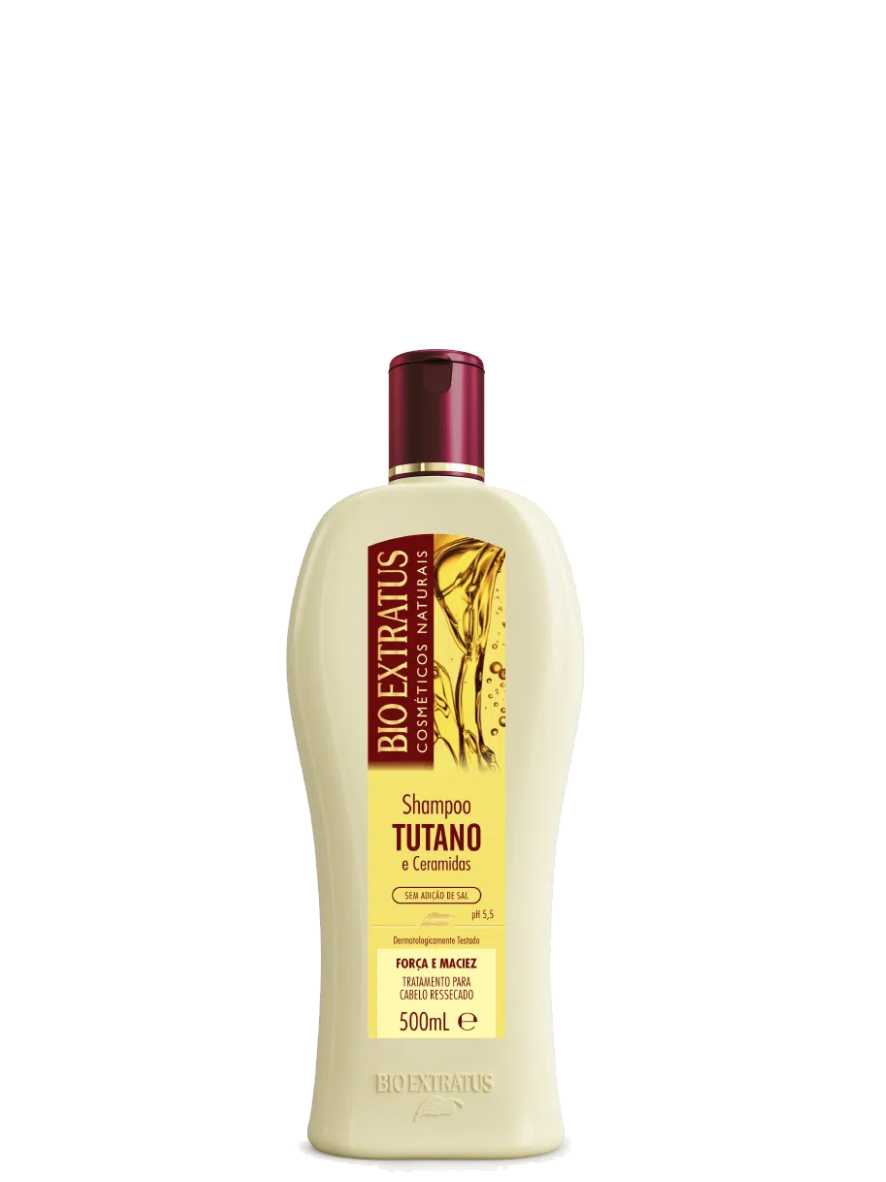 BIO EXTRATUS
COSMÉTICOS NATURAIS
Shampoo
TUTANO
e Ceramidas
SEM ADIÇÃO DE SAL
pH 5,5
Dermatologicamente Testado
FORÇA E MACIEZ
TRATAMENTO PARA
CABELO RESSECADO
500mL ℮
BIO EXTRATUS